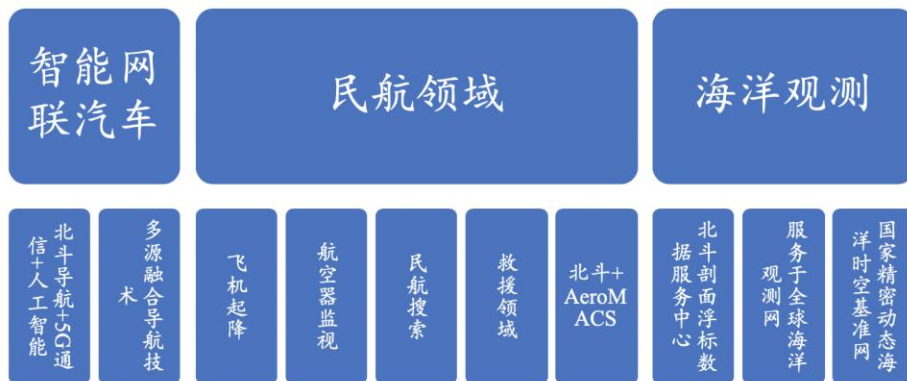 智能网
联汽车
民航领域
海洋观测
北斗导航+5G通
信+人工智能
多源融合导航技
术
飞机起降
航空器监视
民航搜索
救援领域
北斗+
AeroM
ACS
北斗剖面浮标数
据服务中心
服务于全球海洋
观测网
国家精密动态海
洋时空基准网